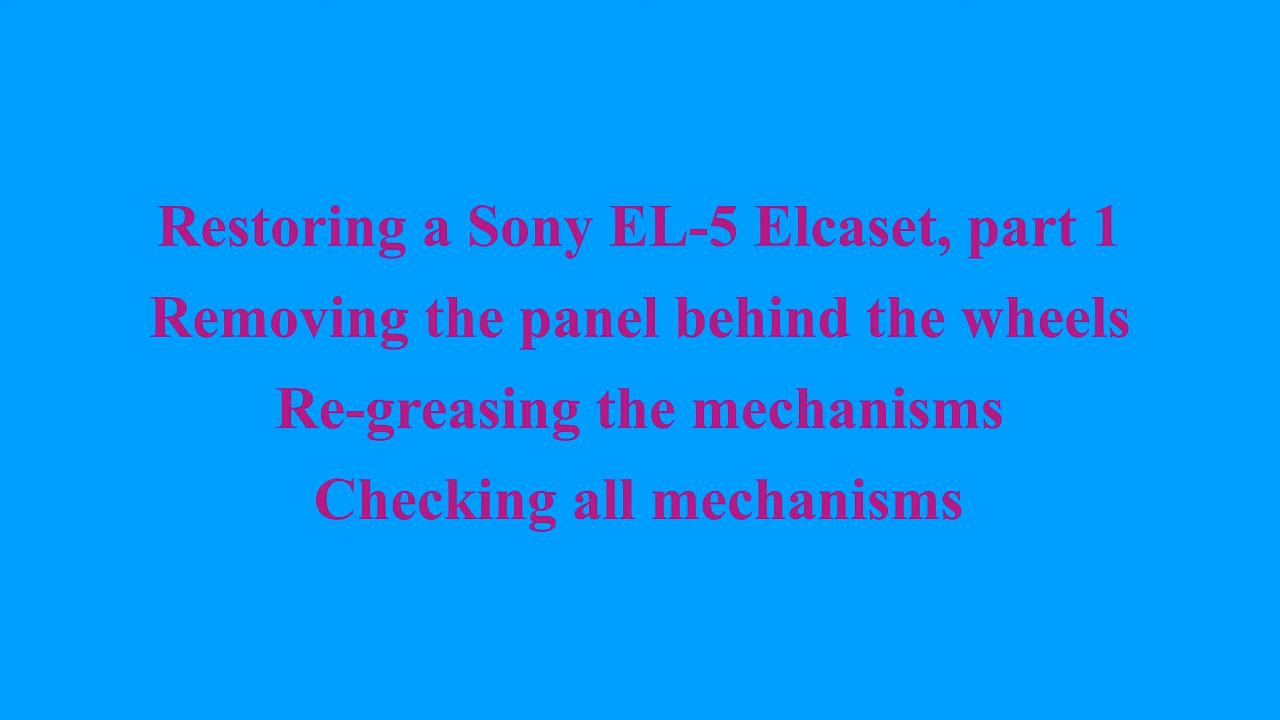 Restoring a Sony EL-5 Elcaset, part 1
Removing the panel behind the wheels
Re-greasing the mechanisms
Checking all mechanisms